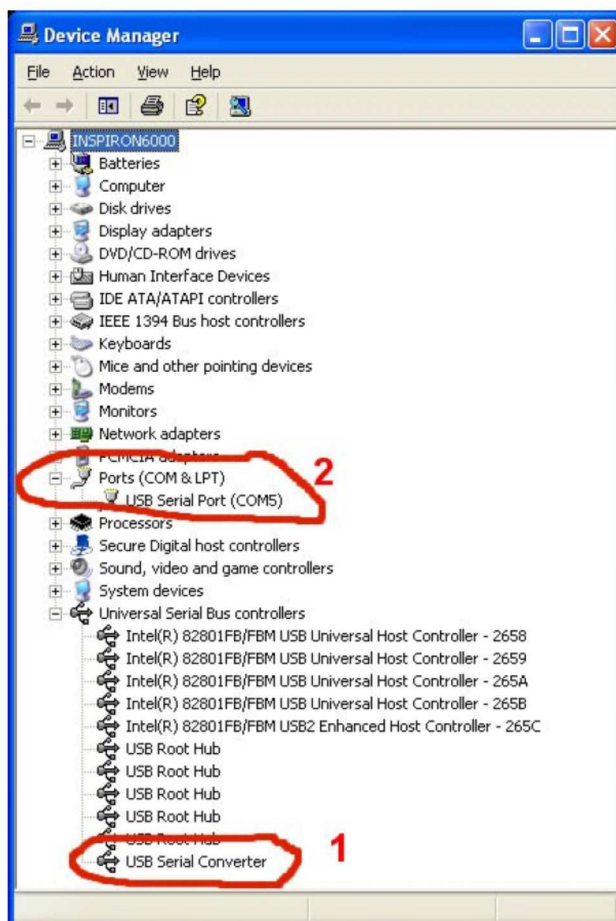 Device Manager
File Action View Help
INSPIRON6000
Batteries
Computer
Disk drives
Display adapters
DVD/CD-ROM drives
Human Interface Devices
IDE ATA/ATAPI controllers
IEEE 1394 Bus host controllers
Keyboards
Mice and other pointing devices
Modems
Monitors
Network adapters
PCMCIA adapters
2
Ports (COM & LPT)
USB Serial Port (COM5)
Processors
Secure Digital host controllers
Sound, video and game controllers
System devices
Universal Serial Bus controllers
Intel(R) 82801FB/FBM USB Universal Host Controller - 2658
Intel(R) 82801FB/FBM USB Universal Host Controller - 2659
Intel(R) 82801FB/FBM USB Universal Host Controller - 265A
Intel(R) 82801FB/FBM USB Universal Host Controller - 265B
Intel(R) 82801FB/FBM USB2 Enhanced Host Controller - 265C
USB Root Hub
USB Root Hub
USB Root Hub
USB Root Hub
USB Root Hub
USB Serial Converter
1